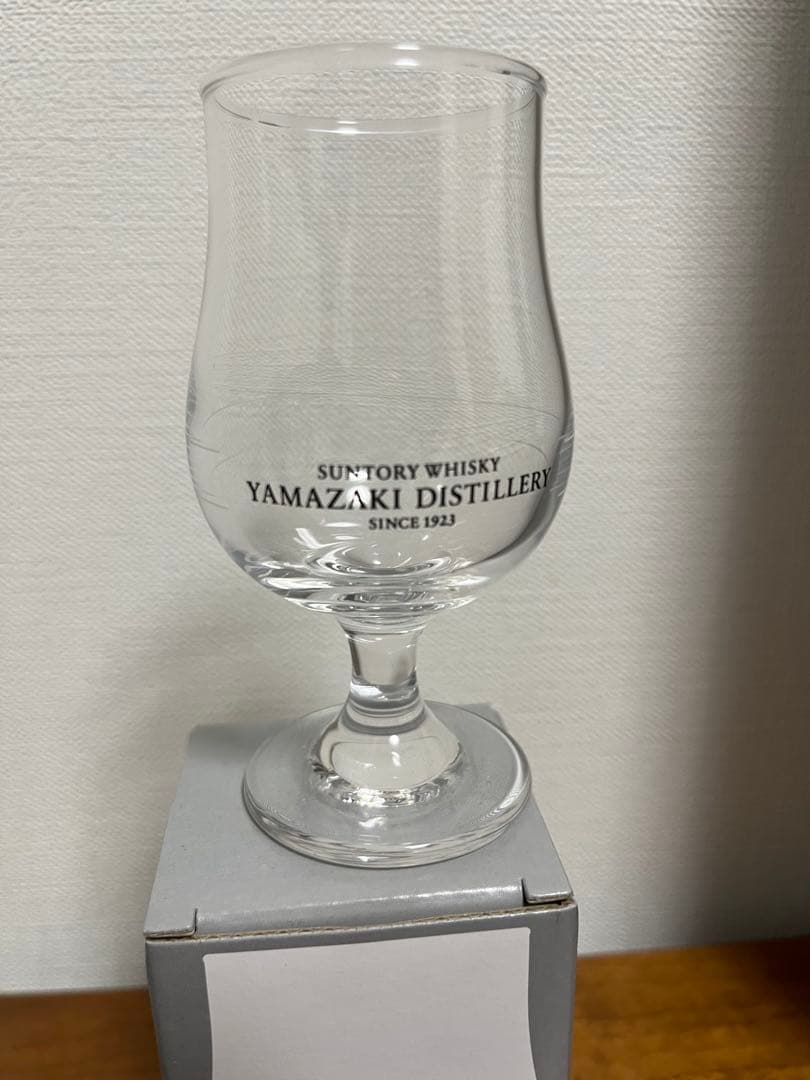 SUNTORY WHISKY
YAMAZAKI DISTILLERY
SINCE 1923